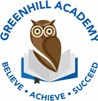 GREENHILL ACADEMY
BELIEVE • ACHIEVE • SUCCEED